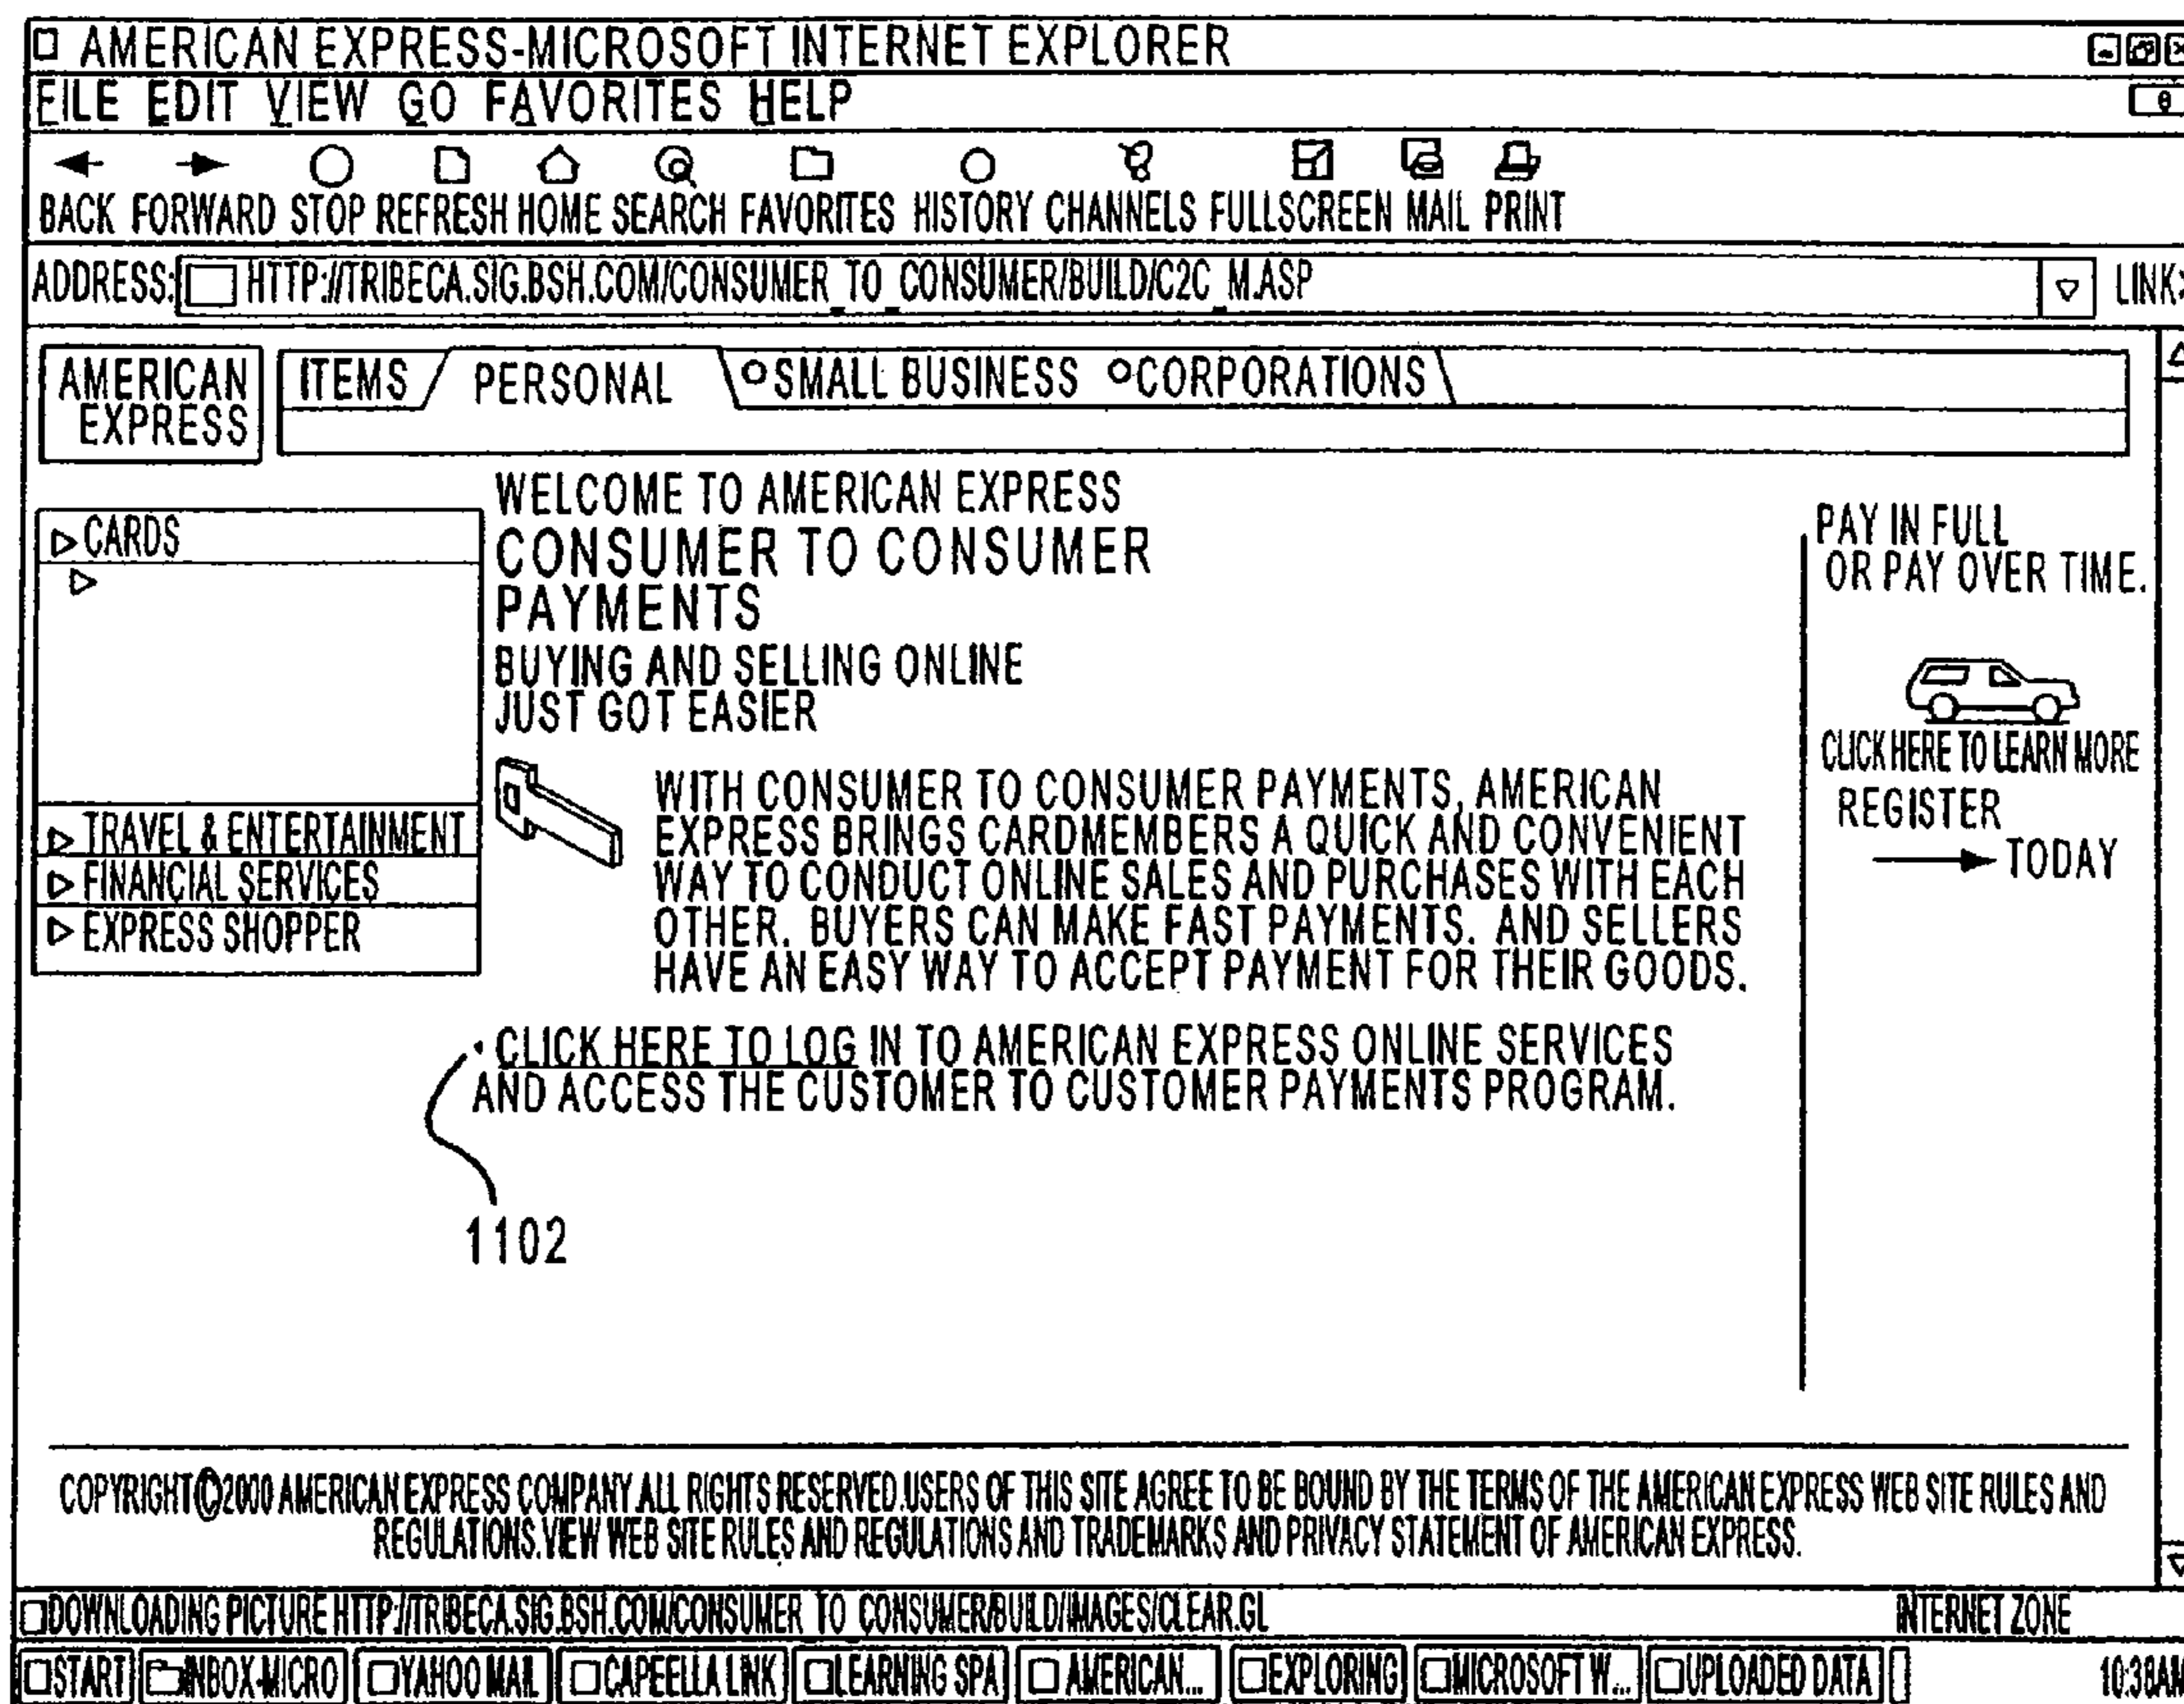 AMERICAN EXPRESS-MICROSOFT INTERNET EXPLORER
FILE EDIT VIEW GO FAVORITES HELP
BACK FORWARD STOP REFRESH HOME SEARCH FAVORITES HISTORY CHANNELS FULLSCREEN MAIL PRINT
ADDRESS: HTTP://TRIBECA.SIG.BSH.COM/CONSUMER_TO_CONSUMER/BUILD/C2C_M.ASP LINK
AMERICAN
EXPRESS
ITEMS PERSONAL SMALL BUSINESS CORPORATIONS
CARDS
TRAVEL & ENTERTAINMENT
FINANCIAL SERVICES
EXPRESS SHOPPER
WELCOME TO AMERICAN EXPRESS
CONSUMER TO CONSUMER
PAYMENTS
BUYING AND SELLING ONLINE
JUST GOT EASIER
WITH CONSUMER TO CONSUMER PAYMENTS, AMERICAN
EXPRESS BRINGS CARDMEMBERS A QUICK AND CONVENIENT
WAY TO CONDUCT ONLINE SALES AND PURCHASES WITH EACH
OTHER. BUYERS CAN MAKE FAST PAYMENTS. AND SELLERS
HAVE AN EASY WAY TO ACCEPT PAYMENT FOR THEIR GOODS.
· CLICK HERE TO LOG IN TO AMERICAN EXPRESS ONLINE SERVICES
AND ACCESS THE CUSTOMER TO CUSTOMER PAYMENTS PROGRAM.
1102
PAY IN FULL
OR PAY OVER TIME.
CLICK HERE TO LEARN MORE
REGISTER
TODAY
COPYRIGHT©2000 AMERICAN EXPRESS COMPANY.ALL RIGHTS RESERVED.USERS OF THIS SITE AGREE TO BE BOUND BY THE TERMS OF THE AMERICAN EXPRESS WEB SITE RULES AND
REGULATIONS.VIEW WEB SITE RULES AND REGULATIONS AND TRADEMARKS AND PRIVACY STATEMENT OF AMERICAN EXPRESS.
DOWNLOADING PICTURE HTTP://TRIBECA.SIG.BSH.COM/CONSUMER TO CONSUMER/BUILD/IMAGES/CLEAR.GL INTERNET ZONE
START INBOX-MICRO YAHOO MAIL CAPEELLA LINK LEARNING SPA AMERICAN... EXPLORING MICROSOFT W... UPLOADED DATA 10:38AM